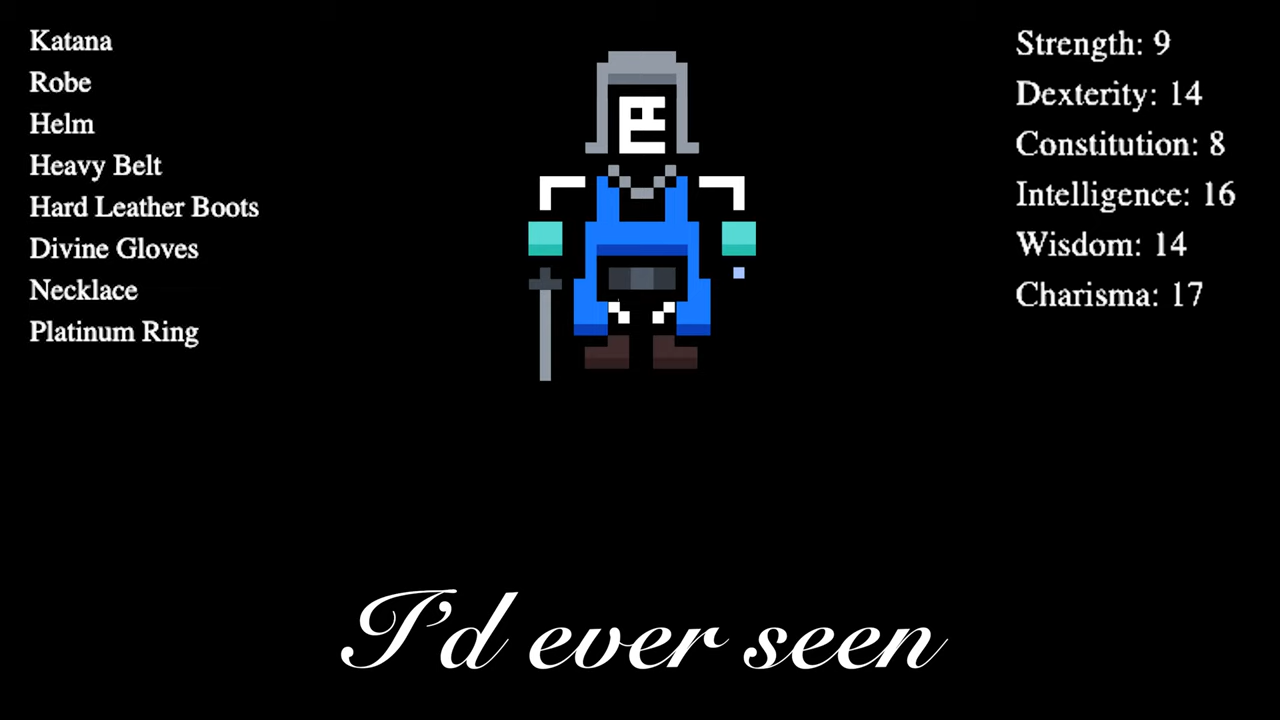 Katana
Robe
Helm
Heavy Belt
Hard Leather Boots
Divine Gloves
Necklace
Platinum Ring
Strength: 9
Dexterity: 14
Constitution: 8
Intelligence: 16
Wisdom: 14
Charisma: 17
I'd ever seen